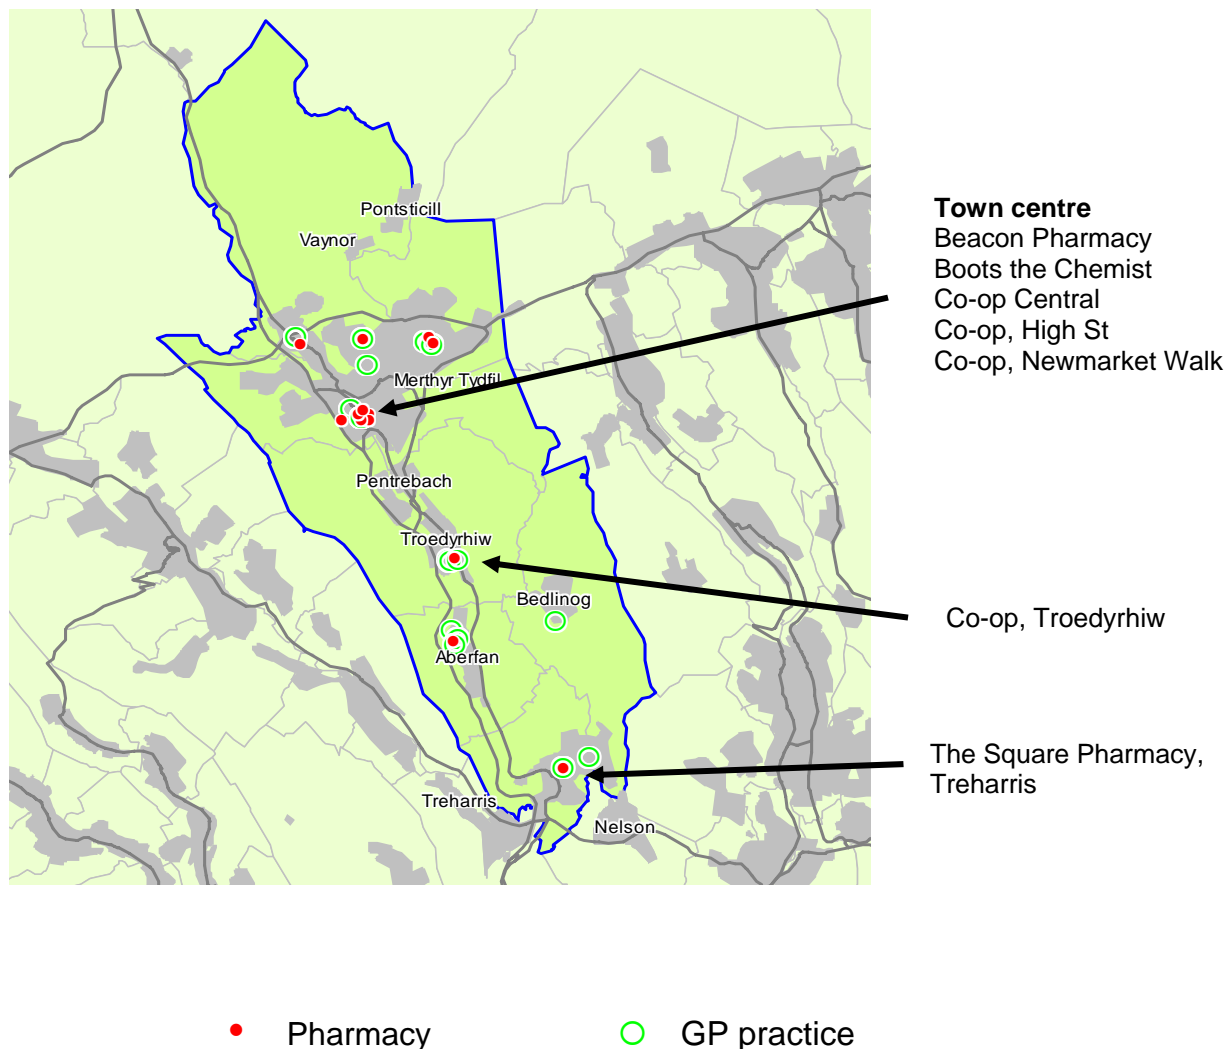 Pontsticill
Vaynor
Merthyr Tydfil
Pentrebach
Troedyrhiw
Bedlinog
Aberfan
Treharris
Nelson
Town centre
Beacon Pharmacy
Boots the Chemist
Co-op Central
Co-op, High St
Co-op, Newmarket Walk
Co-op, Troedyrhiw
The Square Pharmacy,
Treharris
Pharmacy
GP practice